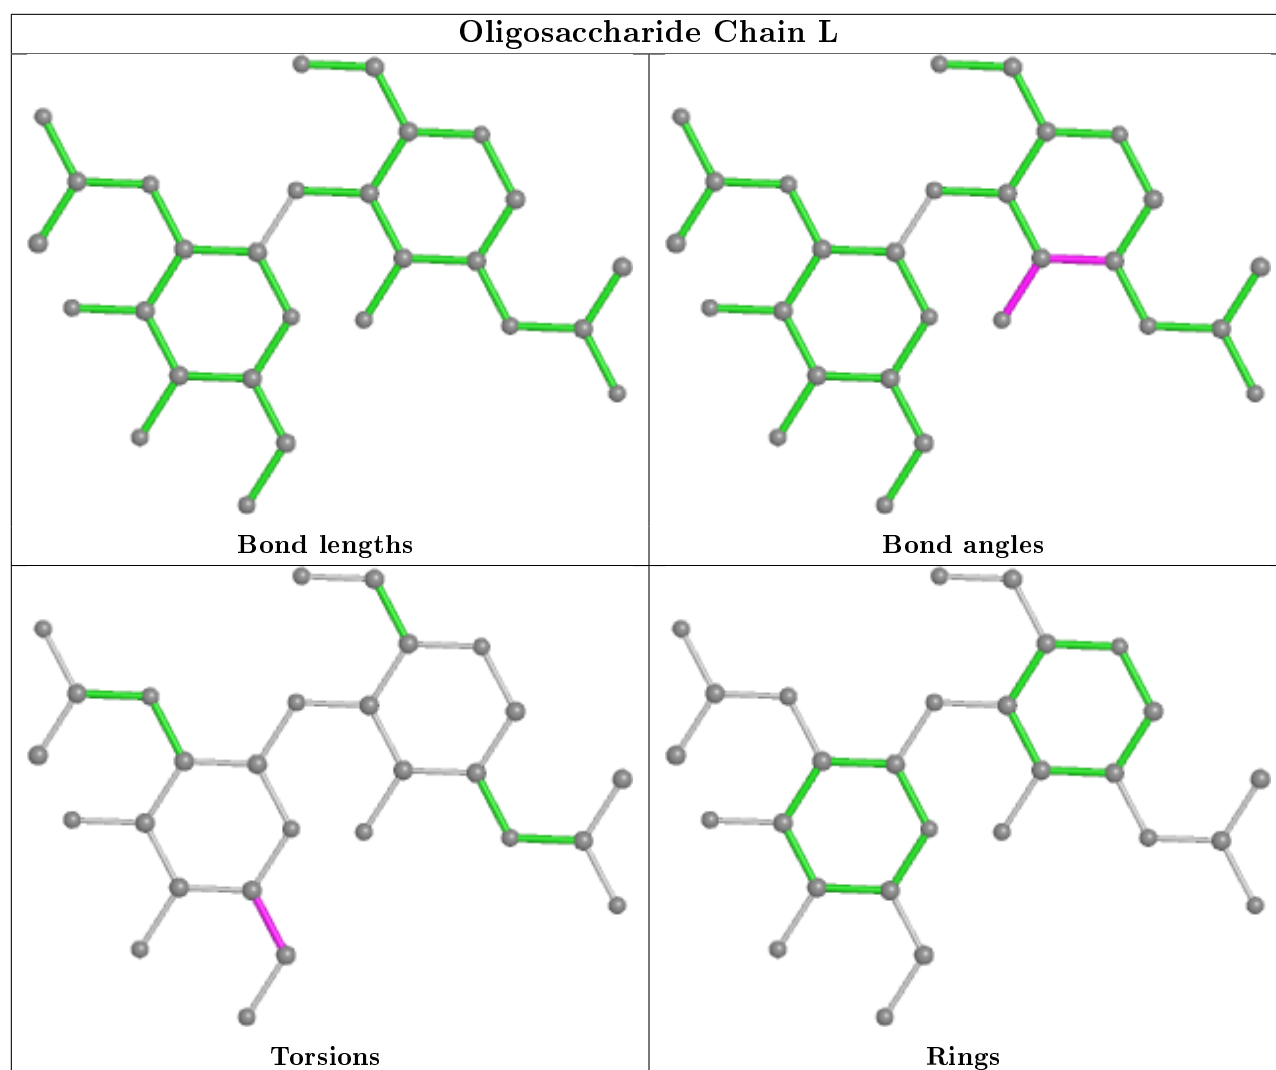 Oligosaccharide Chain L
Bond lengths
Bond angles
Torsions
Rings